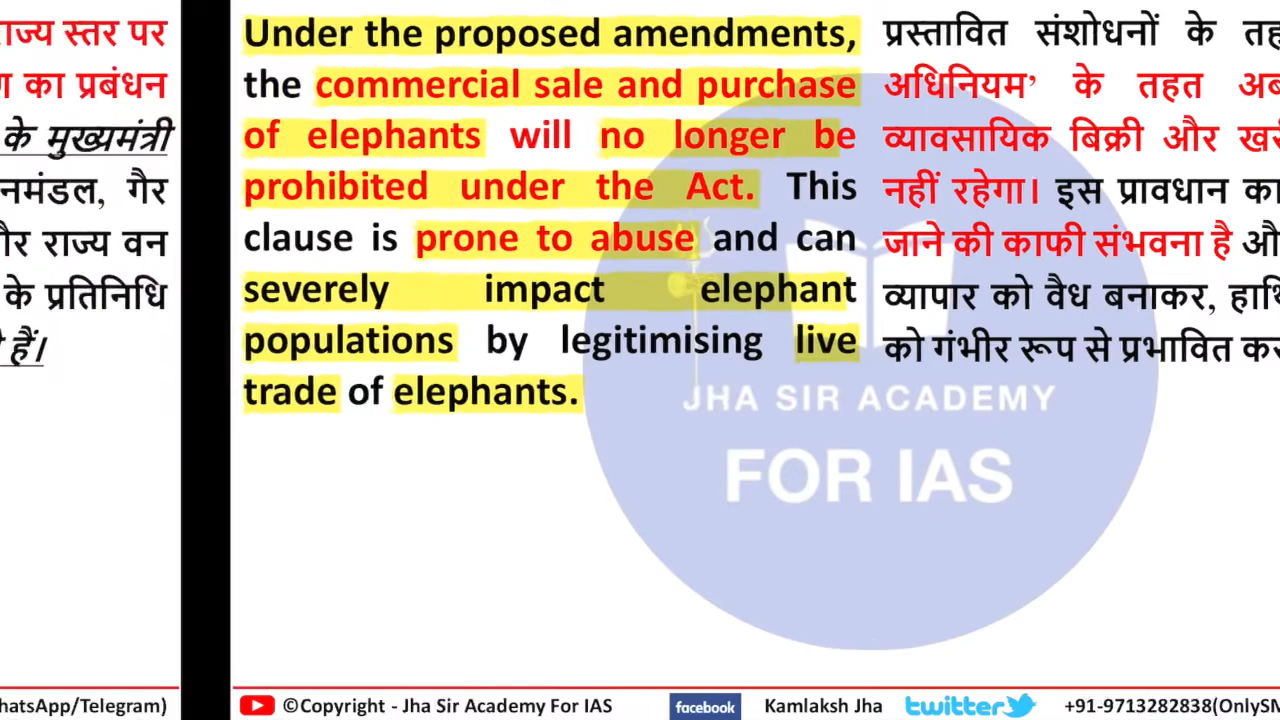 राज्य स्तर पर
का प्रबंधन
के मुख्यमंत्री
नमंडल, गैर
और राज्य वन
के प्रतिनिधि
हैं।
Under the proposed amendments,
the commercial sale and purchase
of elephants will no longer be
prohibited under the Act. This
clause is prone to abuse and can
severely impact elephant
populations by legitimising live
trade of elephants.
प्रस्तावित संशोधनों के तह
अधिनियम’ के तहत अब
व्यावसायिक बिक्री और खरी
नहीं रहेगा। इस प्रावधान का
जाने की काफी संभवना है औ
व्यापार को वैध बनाकर, हाथि
को गंभीर रूप से प्रभावित कर
JHA SIR ACADEMY
FOR IAS
hatsApp/Telegram)
©Copyright - Jha Sir Academy For IAS
facebook
Kamlaksh Jha
twitter
+91-9713282838(OnlySM